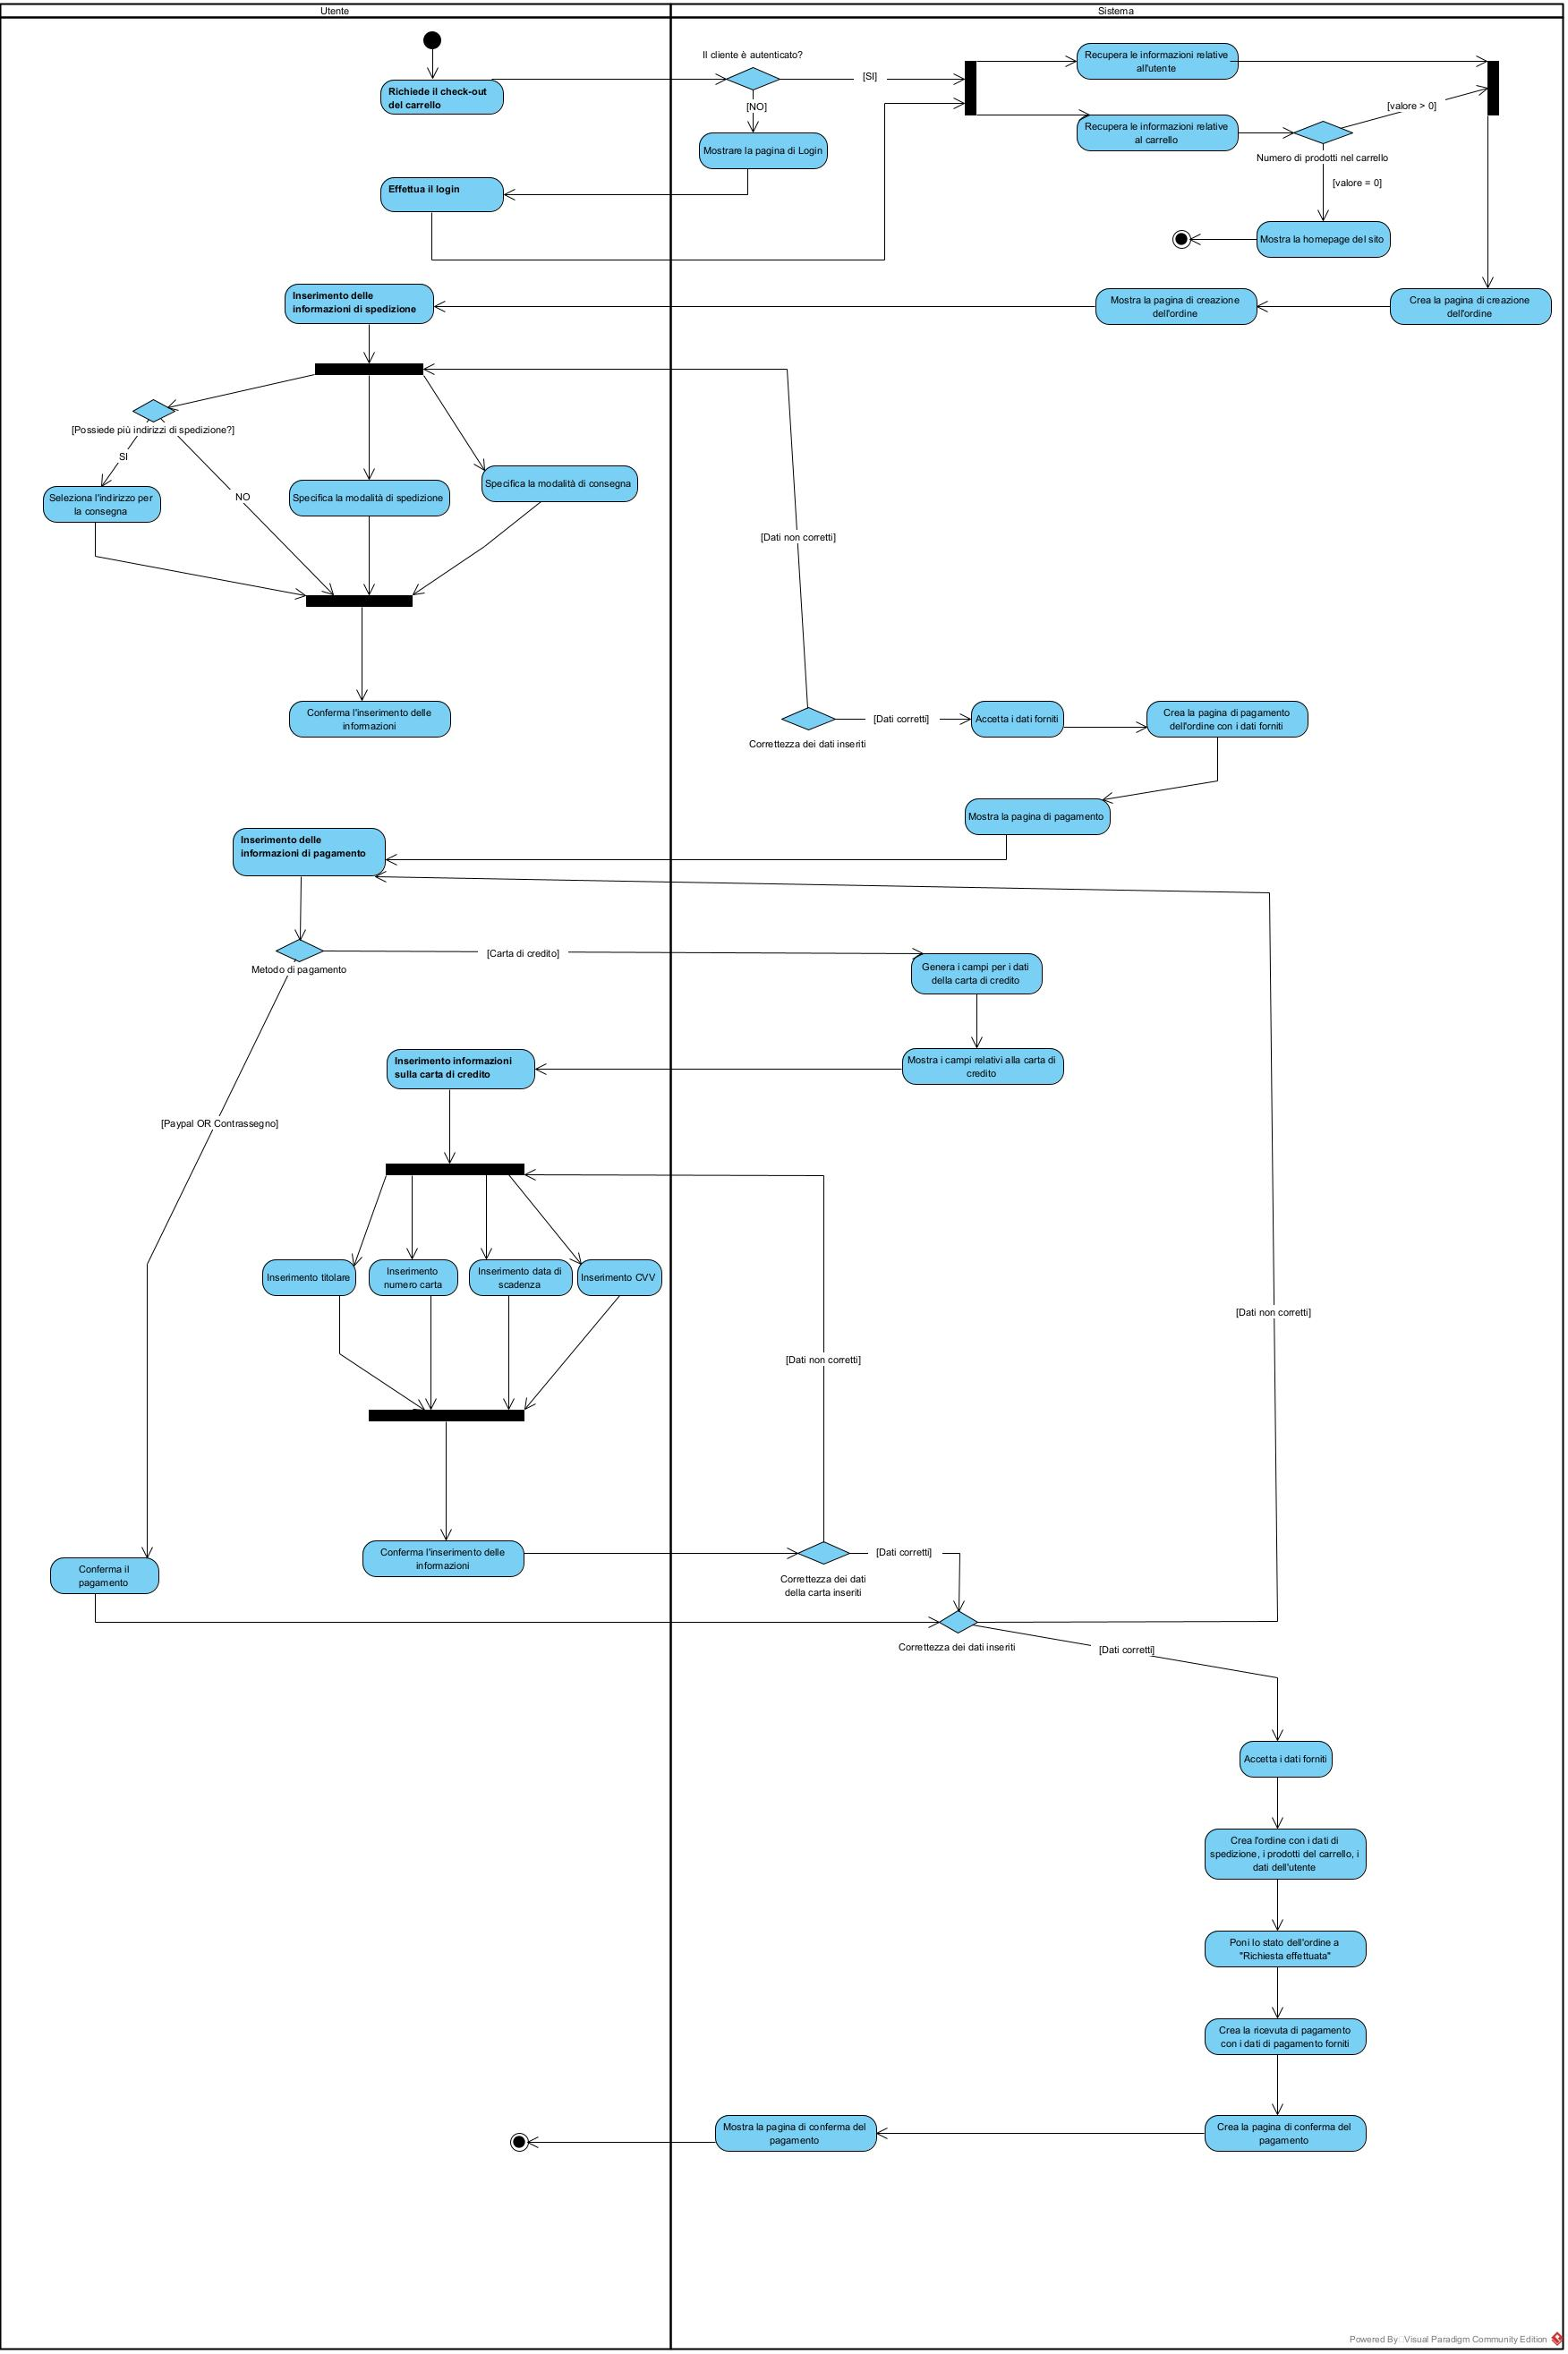 Utente
Sistema
Il cliente è autenticato?
[SI]
[NO]
Richiede il check-out
del carrello
Recupera le informazioni relative
all'utente
[valore > 0]
Recupera le informazioni relative
al carrello
Mostrare la pagina di Login
Numero di prodotti nel carrello
[valore = 0]
Effettua il login
Mostra la homepage del sito
Inserimento delle
informazioni di spedizione
Mostra la pagina di creazione
dell'ordine
Crea la pagina di creazione
dell'ordine
[Possiede più indirizzi di spedizione?]
SI
NO
Seleziona l'indirizzo per
la consegna
Specifica la modalità di spedizione
Specifica la modalità di consegna
[Dati non corretti]
Conferma l'inserimento delle
informazioni
[Dati corretti]
Correttezza dei dati inseriti
Accetta i dati forniti
Crea la pagina di pagamento
dell'ordine con i dati forniti
Mostra la pagina di pagamento
Inserimento delle
informazioni di pagamento
Metodo di pagamento
[Carta di credito]
Genera i campi per i dati
della carta di credito
Inserimento informazioni
sulla carta di credito
Mostra i campi relativi alla carta di
credito
[Paypal OR Contrassegno]
Inserimento titolare
Inserimento
numero carta
Inserimento data di
scadenza
Inserimento CVV
[Dati non corretti]
[Dati non corretti]
Conferma il
pagamento
Conferma l'inserimento delle
informazioni
[Dati corretti]
Correttezza dei dati
della carta inseriti
Correttezza dei dati inseriti
[Dati corretti]
Accetta i dati forniti
Crea l'ordine con i dati di
spedizione, i prodotti del carrello, i
dati dell'utente
Poni lo stato dell'ordine a
"Richiesta effettuata"
Crea la ricevuta di pagamento
con i dati di pagamento forniti
Mostra la pagina di conferma del
pagamento
Crea la pagina di conferma del
pagamento
Powered By Visual Paradigm Community Edition